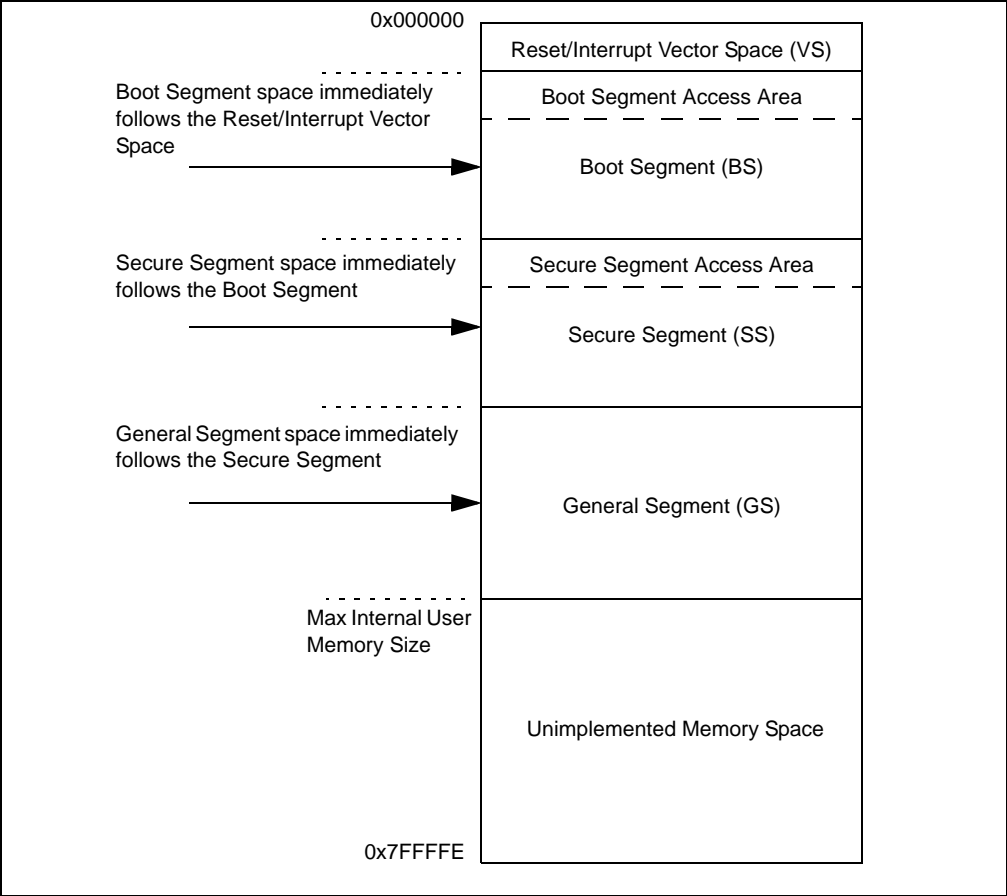 0x000000
Reset/Interrupt Vector Space (VS)
Boot Segment space immediately
follows the Reset/Interrupt Vector
Space
Boot Segment Access Area
Boot Segment (BS)
Secure Segment space immediately
follows the Boot Segment
Secure Segment Access Area
Secure Segment (SS)
General Segment space immediately
follows the Secure Segment
General Segment (GS)
Max Internal User
Memory Size
Unimplemented Memory Space
0x7FFFFE